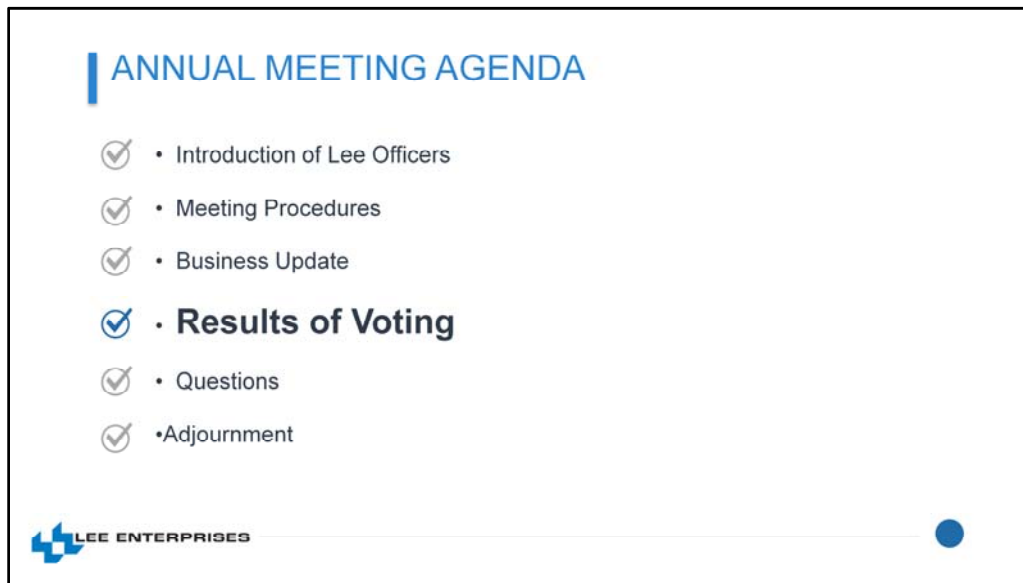 ANNUAL MEETING AGENDA
• Introduction of Lee Officers
• Meeting Procedures
• Business Update
• Results of Voting
• Questions
•Adjournment
LEE ENTERPRISES